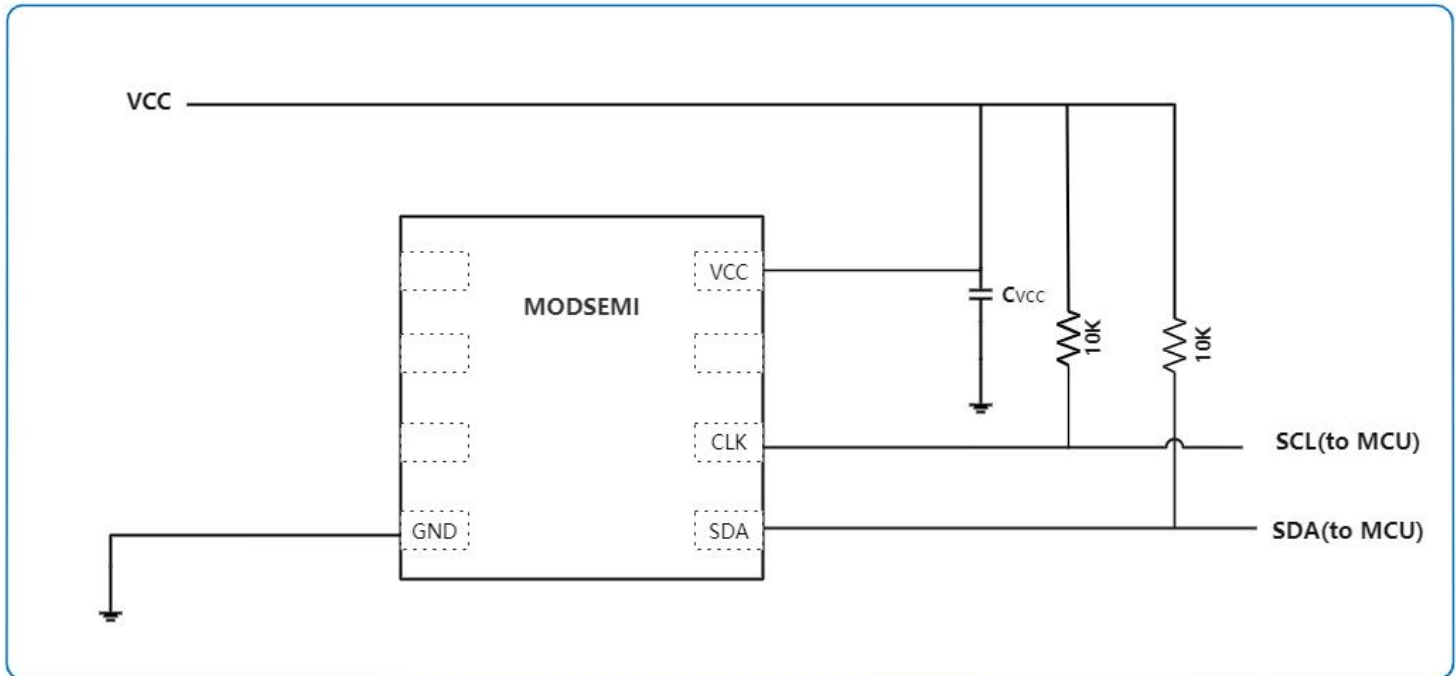 VCC
VCC
MODSEMI
CVCC
10K
10K
CLK
SCL(to MCU)
GND
SDA
SDA(to MCU)